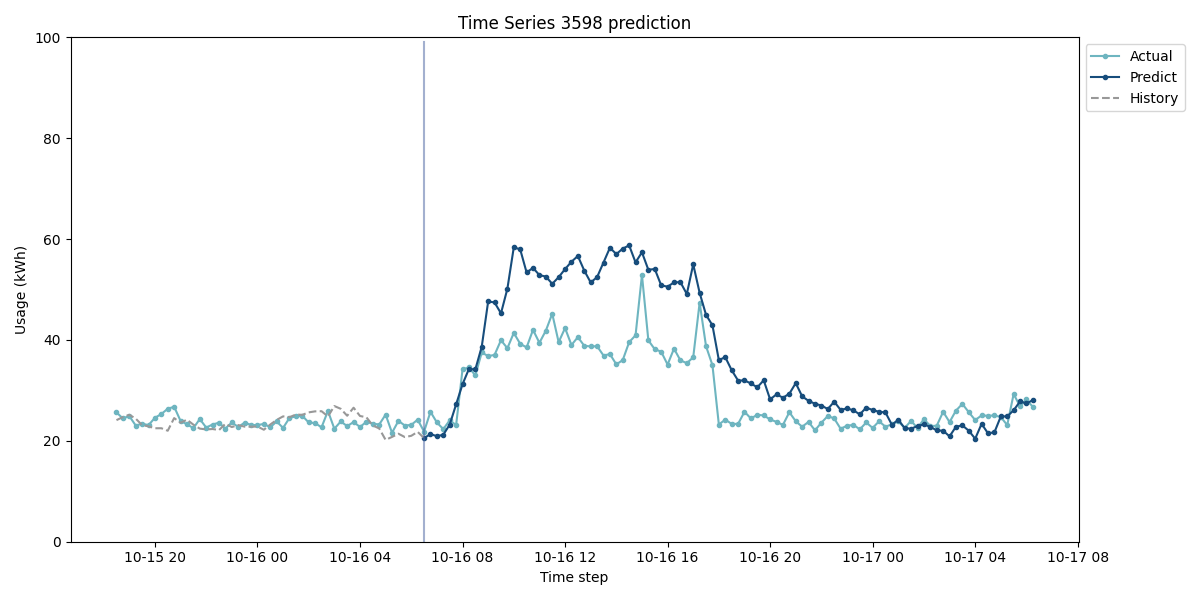 Time Series 3598 prediction
100
80
60
40
20
0
Usage (kWh)
10-15 20 10-16 00 10-16 04 10-16 08 10-16 12 10-16 16 10-16 20 10-17 00 10-17 04 10-17 08
Time step
Actual
Predict
History